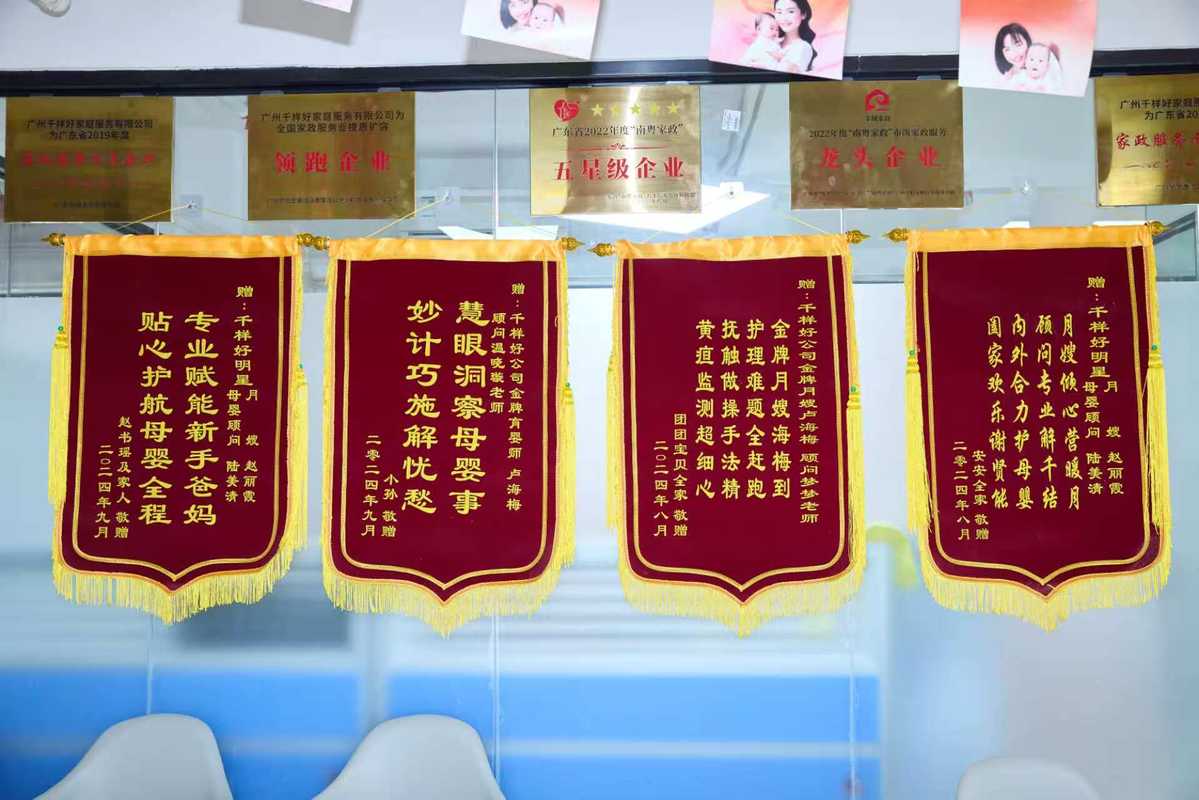 广州千样好家庭服务有限公司
为广东省2019年度
广州千样好家庭服务有限公司为
全国家政服务业提质扩容
领跑企业
广东省2022年度“南粤家政”
五星级企业
2022年度“南粤家政”市级家政服务
龙头企业
广州千样好家庭服
为广东省2
家政服务
赠：千样好明星
月嫂 赵丽霞
母婴顾问 陆美清
专业赋能新手爸妈
贴心护航母婴全程
赵书瑶及家人 敬赠
二〇二四年九月
赠：千样好公司金牌育婴师 卢海梅
顾问温晓璇老师
慧眼洞察母婴事
妙计巧施解忧愁
小孙 敬赠
二零二四年九月
赠：千样好公司金牌月嫂卢海梅 顾问梦梦老师
金牌月嫂海梅到
护理难题全赶跑
抚触做操手法精
黄疸监测超细心
团团宝贝全家 敬赠
二〇二四年八月
赠：千样好明星
月嫂 赵丽霞
母婴顾问 陆美清
月嫂倾心营暖月
顾问专业解千结
内外合力护母婴
圆家欢乐谢贤能
安安全家 敬赠
二零二四年八月